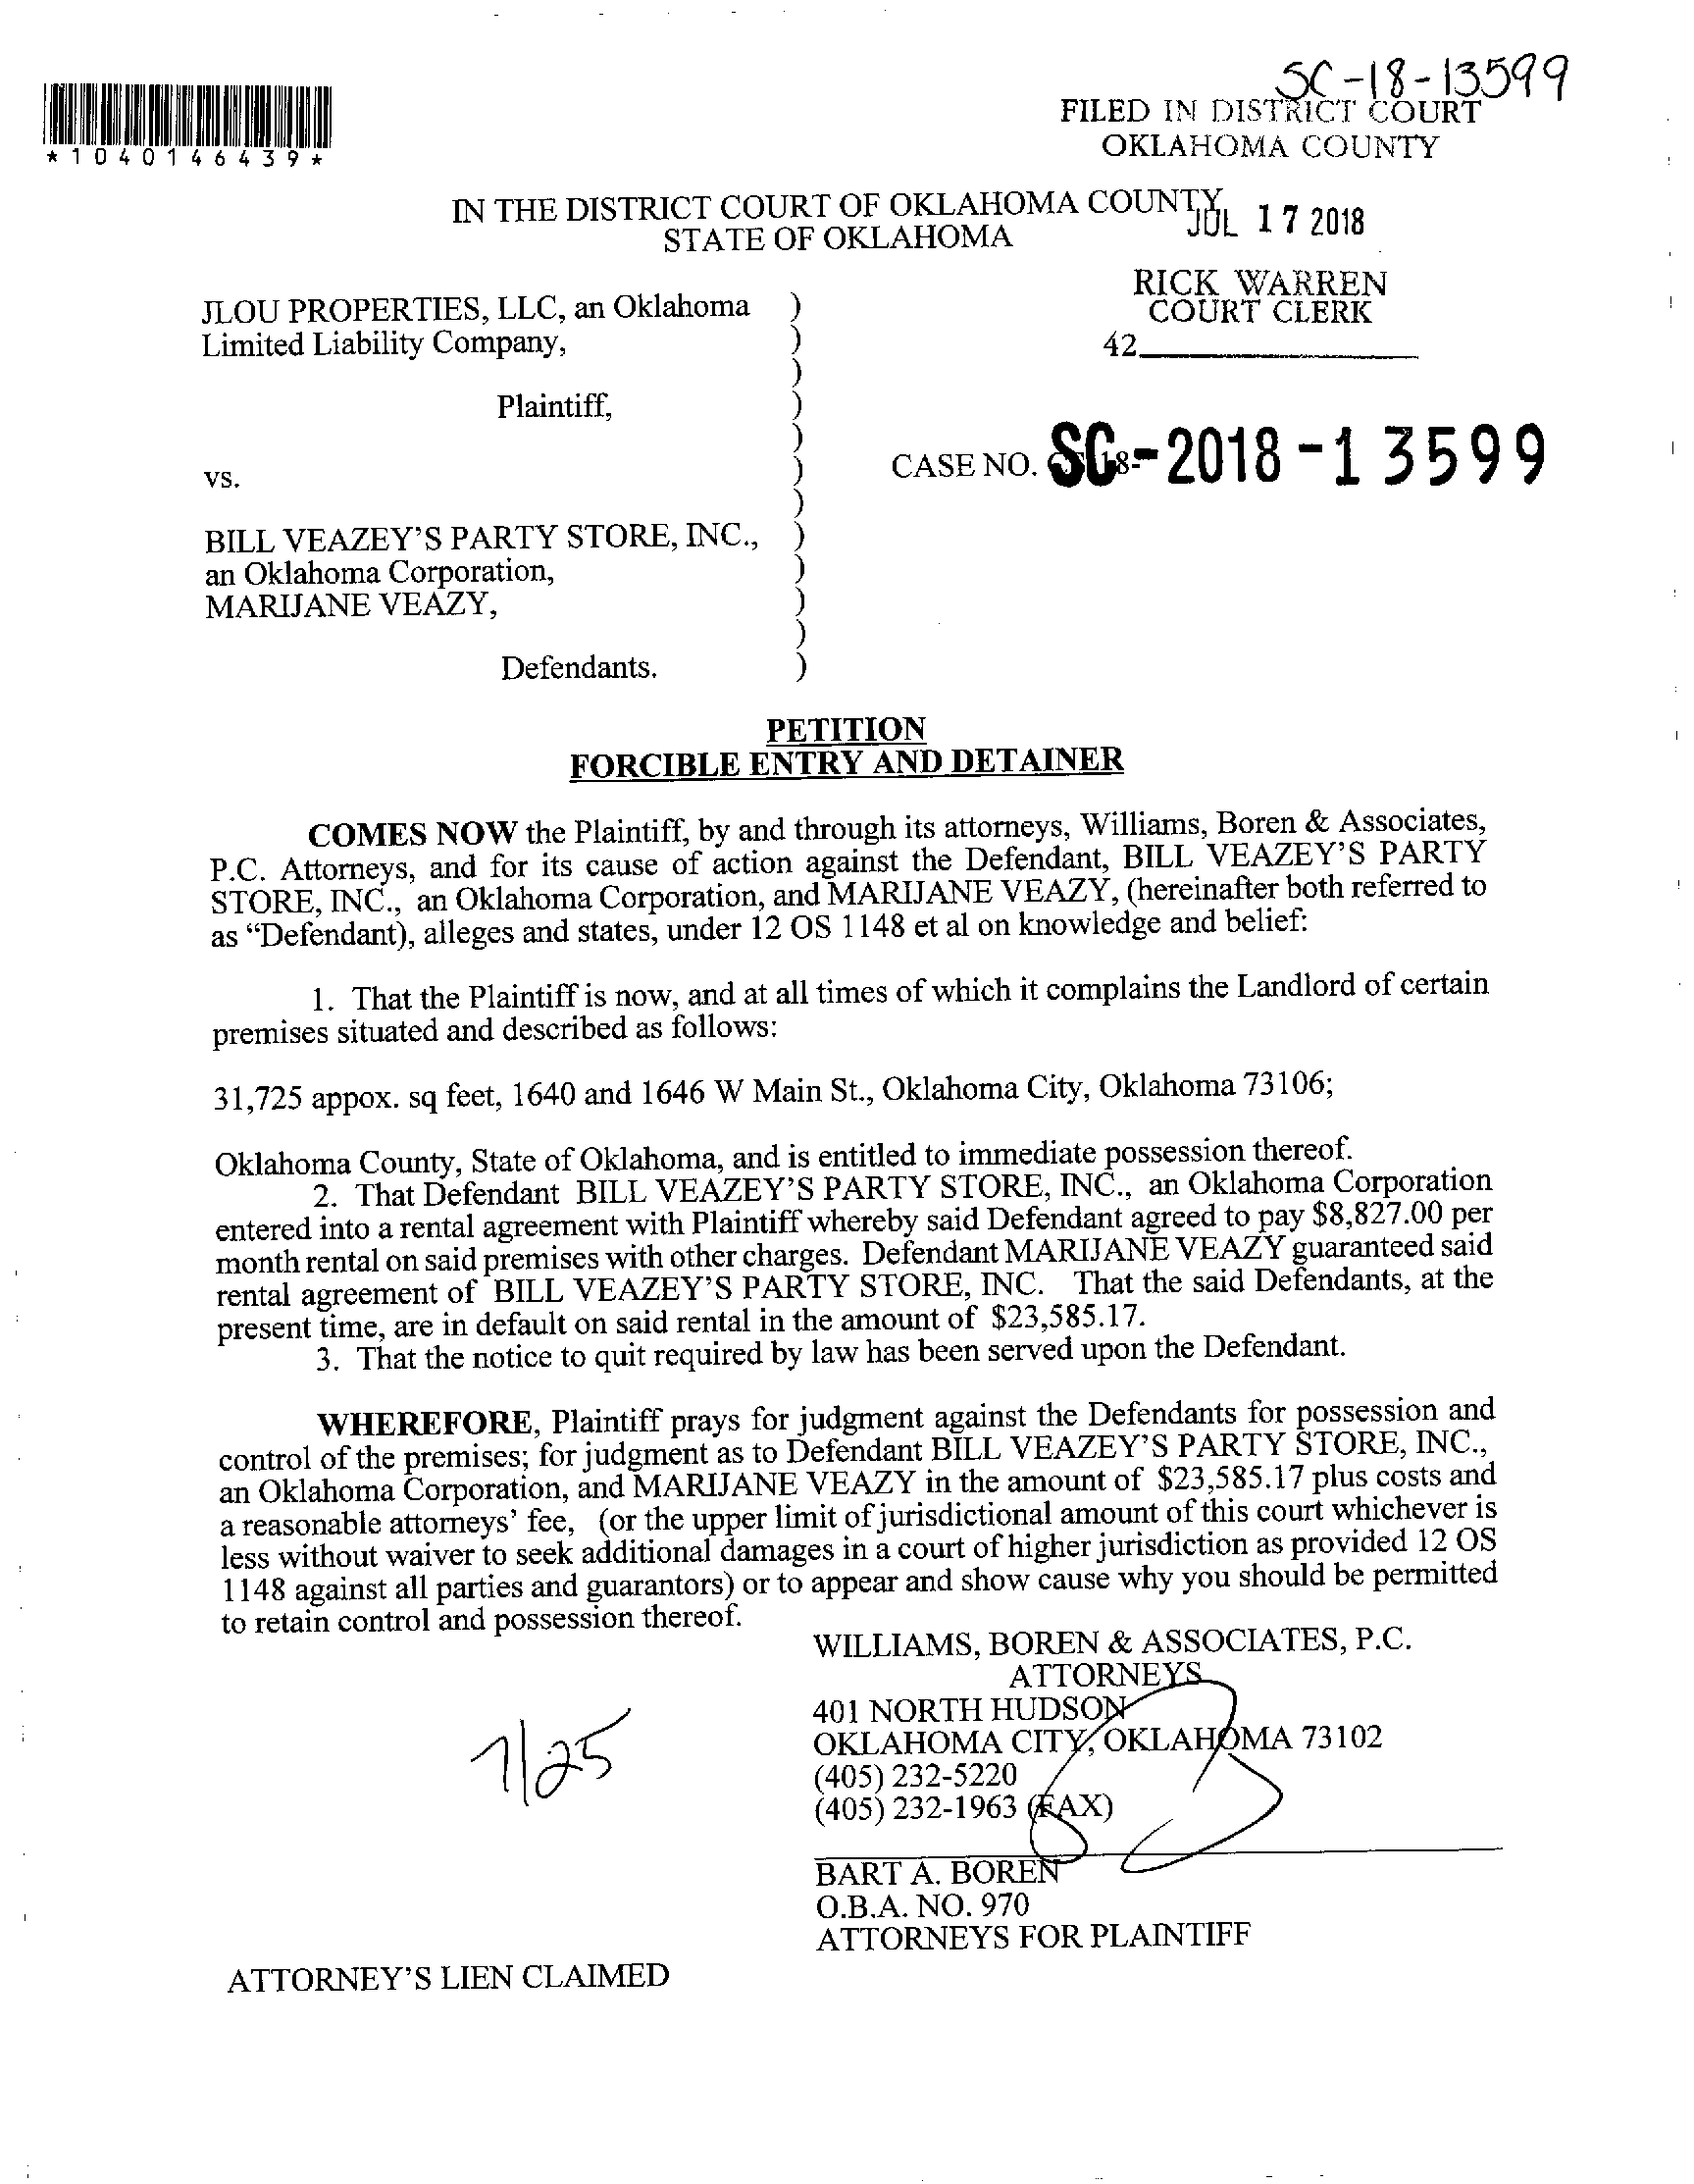 SC-18-13599
FILED IN DISTRICT COURT
OKLAHOMA COUNTY
*1040146439*
IN THE DISTRICT COURT OF OKLAHOMA COUNTY
STATE OF OKLAHOMA
JUL 17 2018
RICK WARREN
COURT CLERK
42
JLOU PROPERTIES, LLC, an Oklahoma )
Limited Liability Company, )
)
Plaintiff, )
)
vs. )
)
CASE NO. SC-2018-13599
BILL VEAZEY'S PARTY STORE, INC., )
an Oklahoma Corporation, )
MARIJANE VEAZY, )
)
Defendants. )
PETITION
FORCIBLE ENTRY AND DETAINER
COMES NOW the Plaintiff, by and through its attorneys, Williams, Boren & Associates,
P.C. Attorneys, and for its cause of action against the Defendant, BILL VEAZEY'S PARTY
STORE, INC., an Oklahoma Corporation, and MARIJANE VEAZY, (hereinafter both referred to
as "Defendant), alleges and states, under 12 OS 1148 et al on knowledge and belief:
1. That the Plaintiff is now, and at all times of which it complains the Landlord of certain
premises situated and described as follows:
31,725 appox. sq feet, 1640 and 1646 W Main St., Oklahoma City, Oklahoma 73106;
Oklahoma County, State of Oklahoma, and is entitled to immediate possession thereof.
2. That Defendant BILL VEAZEY'S PARTY STORE, INC., an Oklahoma Corporation
entered into a rental agreement with Plaintiff whereby said Defendant agreed to pay $8,827.00 per
month rental on said premises with other charges. Defendant MARIJANE VEAZY guaranteed said
rental agreement of BILL VEAZEY'S PARTY STORE, INC. That the said Defendants, at the
present time, are in default on said rental in the amount of $23,585.17.
3. That the notice to quit required by law has been served upon the Defendant.
WHEREFORE, Plaintiff prays for judgment against the Defendants for possession and
control of the premises; for judgment as to Defendant BILL VEAZEY'S PARTY STORE, INC.,
an Oklahoma Corporation, and MARIJANE VEAZY in the amount of $23,585.17 plus costs and
a reasonable attorneys' fee, (or the upper limit of jurisdictional amount of this court whichever is
less without waiver to seek additional damages in a court of higher jurisdiction as provided 12 OS
1148 against all parties and guarantors) or to appear and show cause why you should be permitted
to retain control and possession thereof.
WILLIAMS, BOREN & ASSOCIATES, P.C.
ATTORNEYS
401 NORTH HUDSON
OKLAHOMA CITY, OKLAHOMA 73102
(405) 232-5220
(405) 232-1963 (FAX)
7/25
BART A. BOREN
O.B.A. NO. 970
ATTORNEYS FOR PLAINTIFF
ATTORNEY'S LIEN CLAIMED